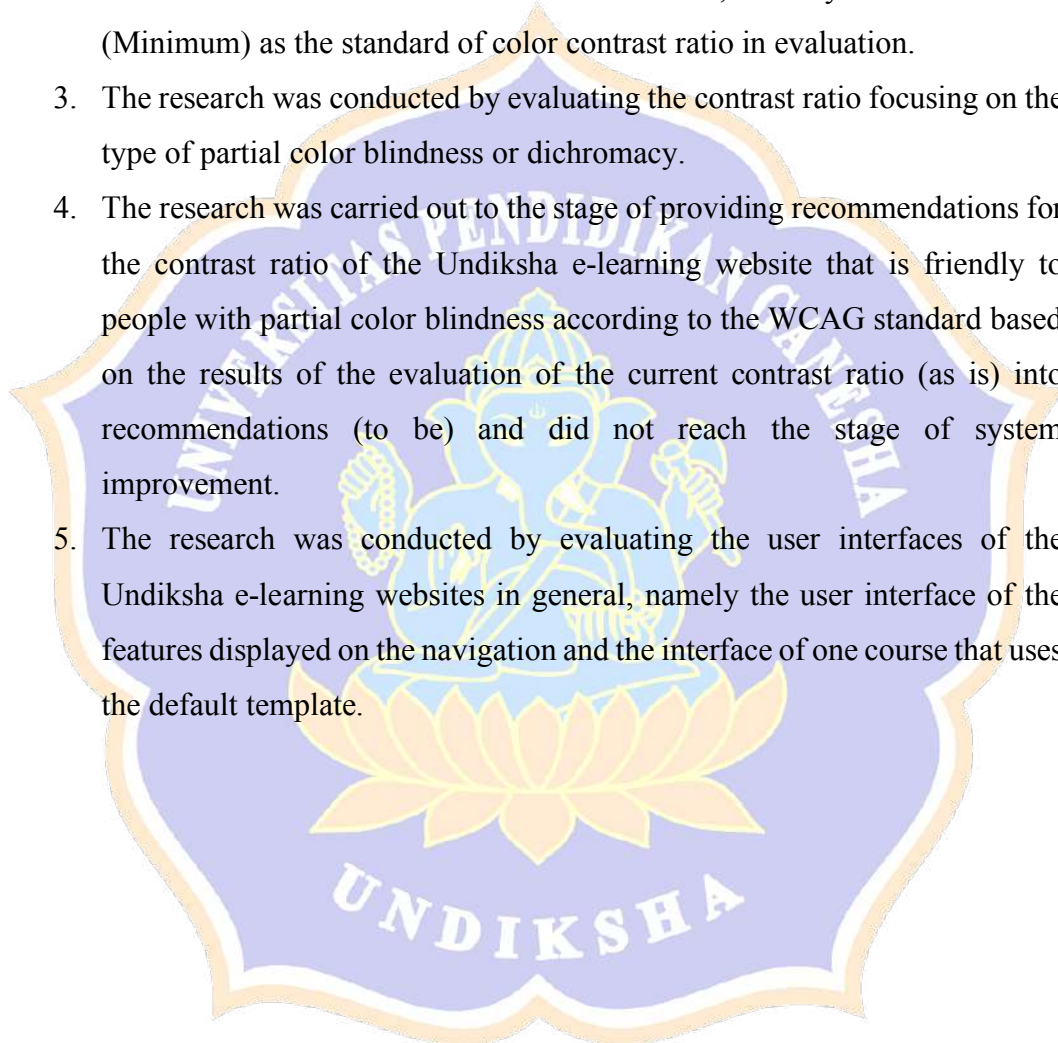 (Minimum) as the standard of color contrast ratio in evaluation.
3. The research was conducted by evaluating the contrast ratio focusing on the
type of partial color blindness or dichromacy.
4. The research was carried out to the stage of providing recommendations for
the contrast ratio of the Undiksha e-learning website that is friendly to
people with partial color blindness according to the WCAG standard based
on the results of the evaluation of the current contrast ratio (as is) into
recommendations (to be) and did not reach the stage of system
improvement.
5. The research was conducted by evaluating the user interfaces of the
Undiksha e-learning websites in general, namely the user interface of the
features displayed on the navigation and the interface of one course that uses
the default template.
UNIVERSITAS PENDIDIKAN GANESHA
UNDIKSHA